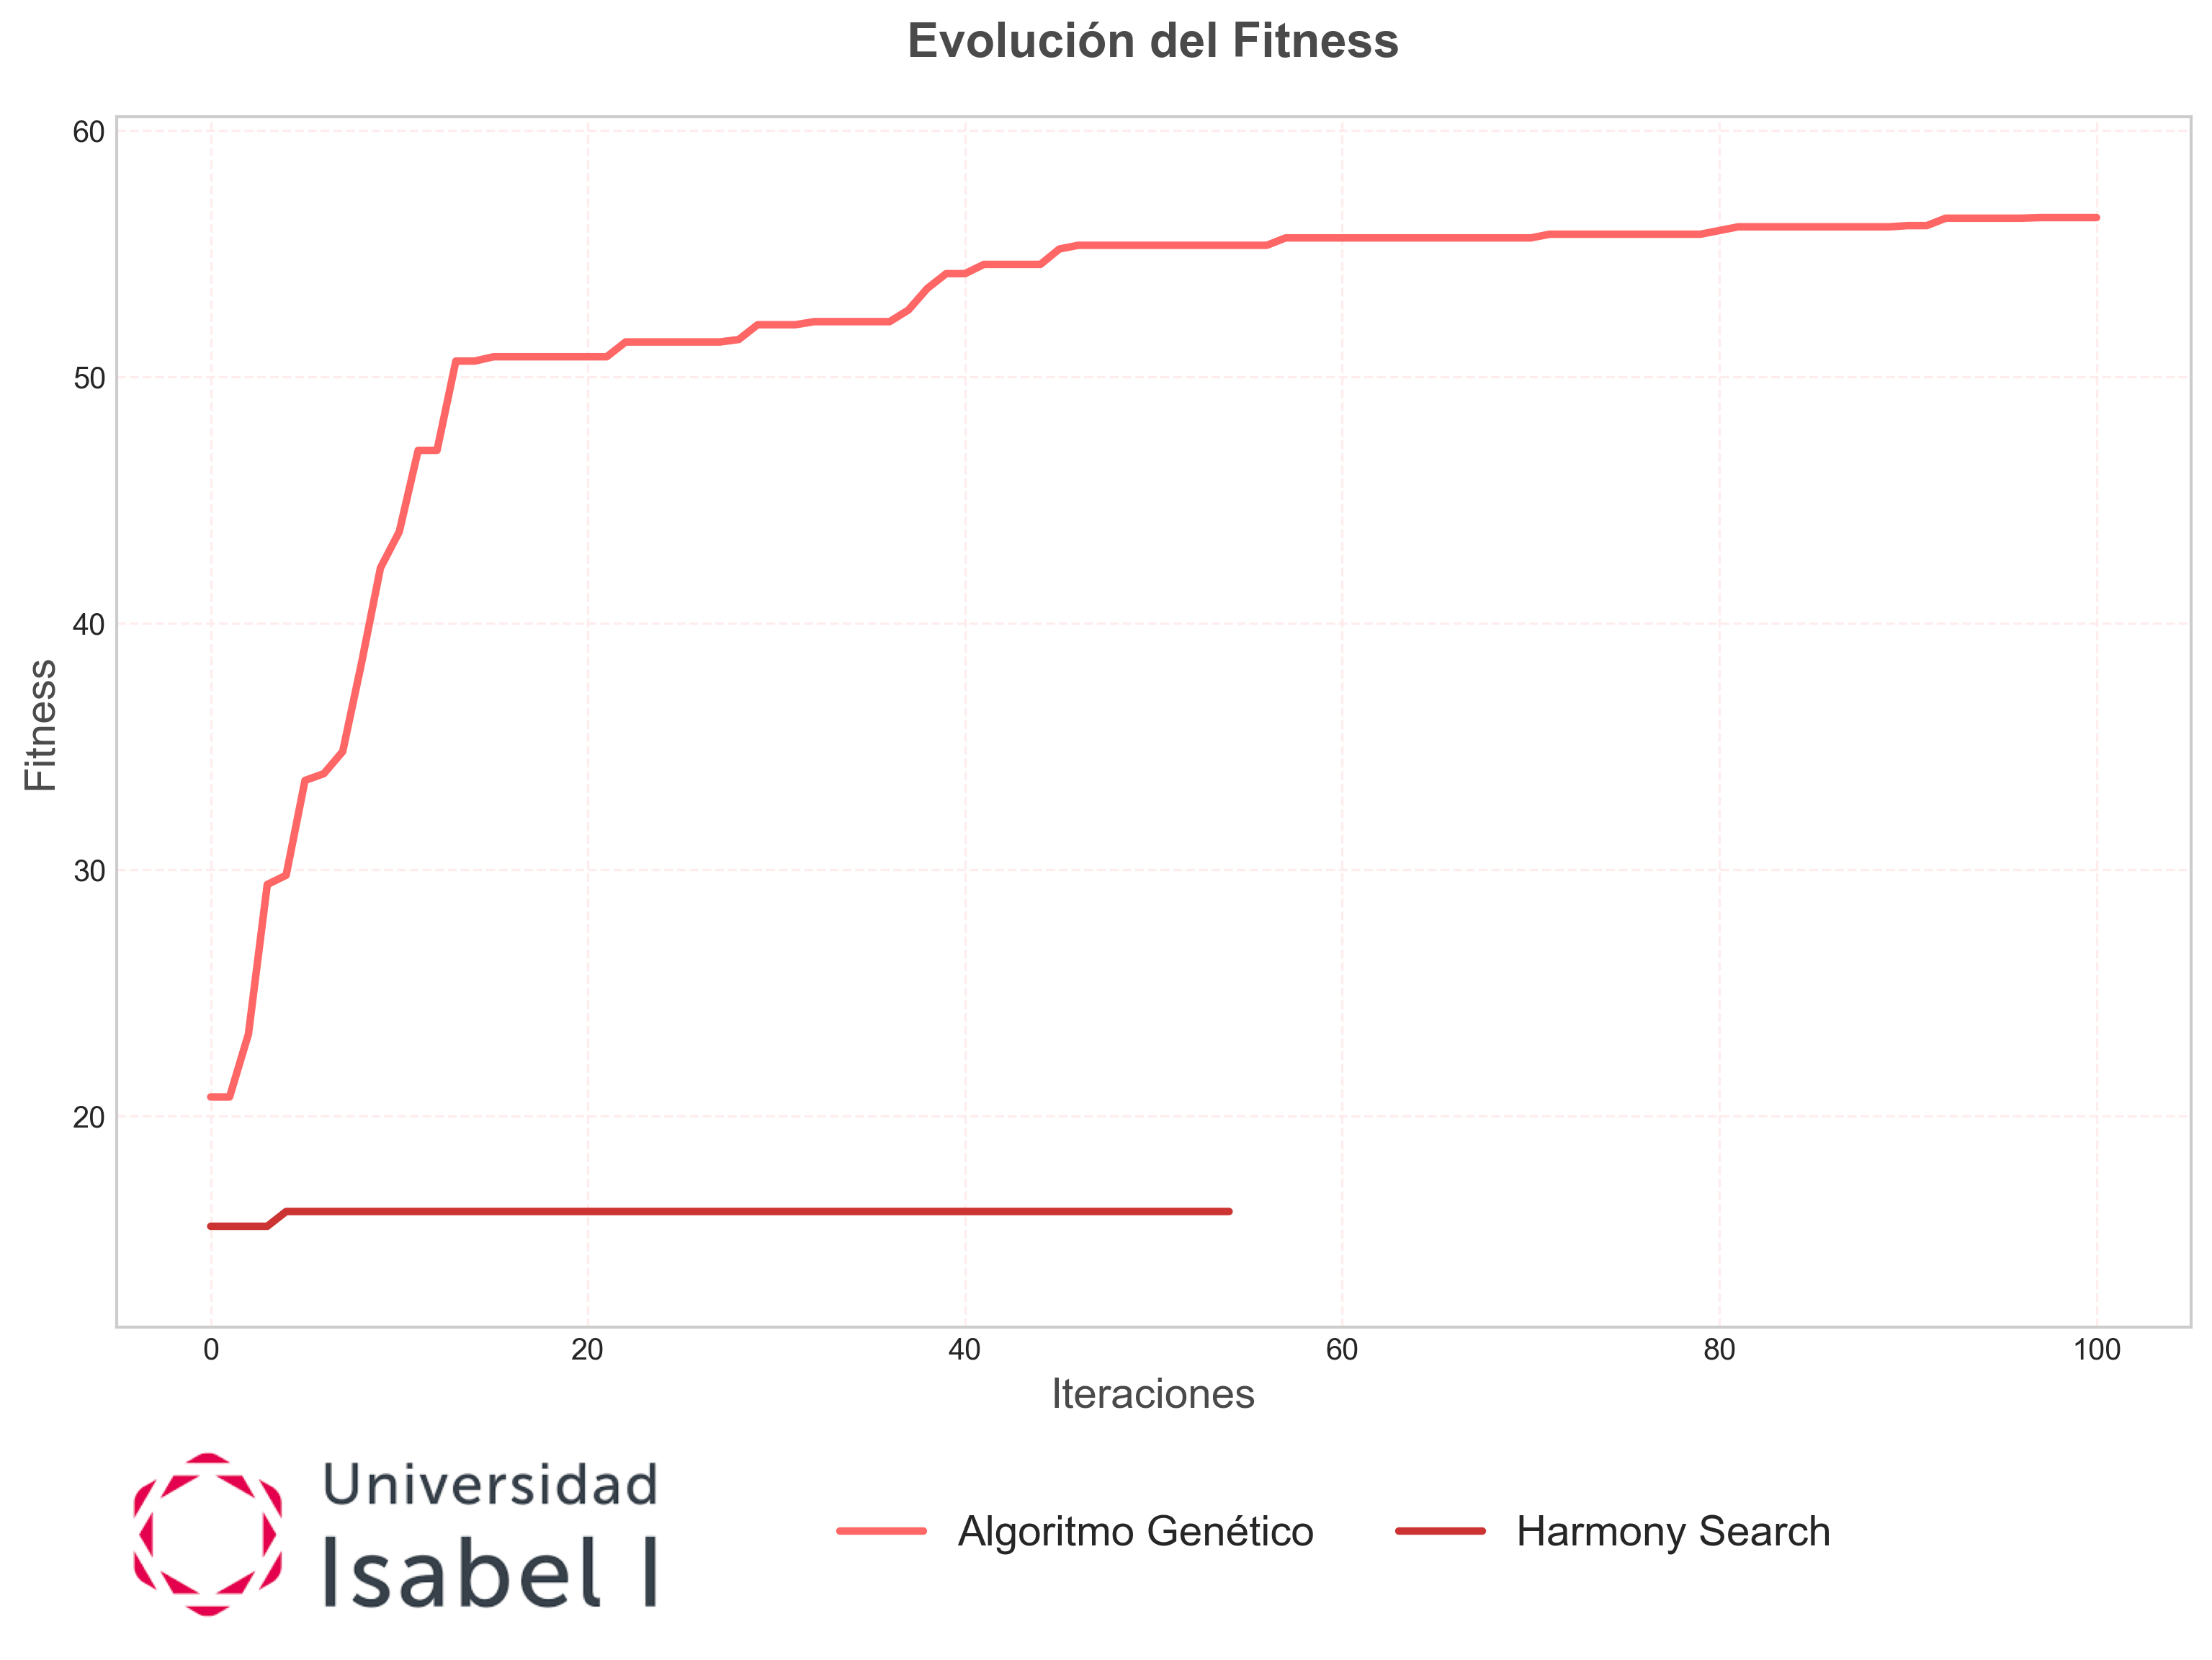 Evolución del Fitness
60
50
40
30
20
Fitness
0 20 40 60 80 100
Iteraciones
Universidad
Isabel I
Algoritmo Genético Harmony Search